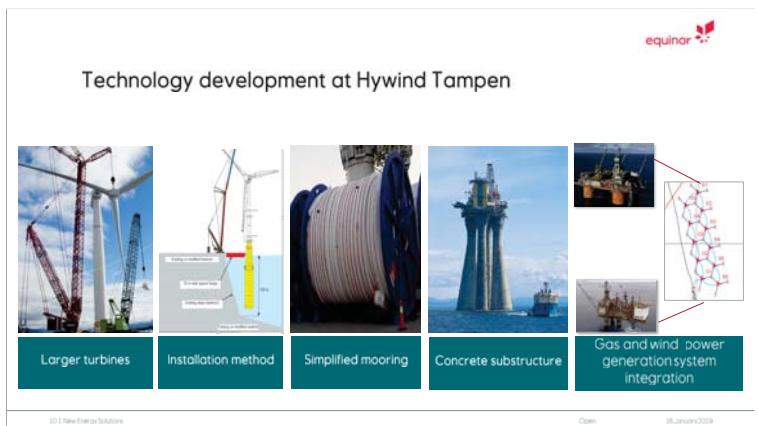 equinor
Technology development at Hywind Tampen
Larger turbines
Installation method
Simplified mooring
Concrete substructure
Gas and wind power
generation system
integration
10 | New Energy Solutions
Open
18 January 2019